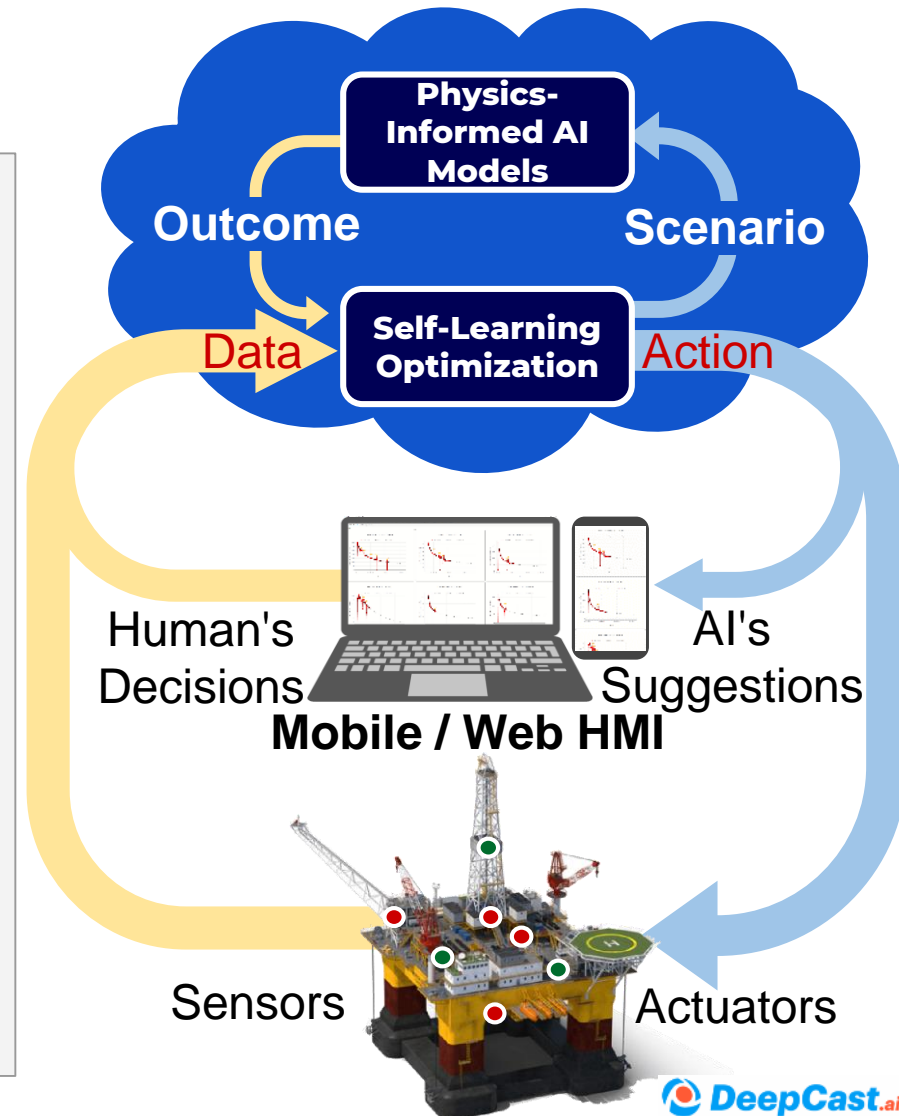 Physics-
Informed AI
Models
Outcome
Scenario
Self-Learning
Optimization
Data
Action
Human's
Decisions
AI's
Suggestions
Mobile / Web HMI
H
Sensors
Actuators
DeepCast.ai